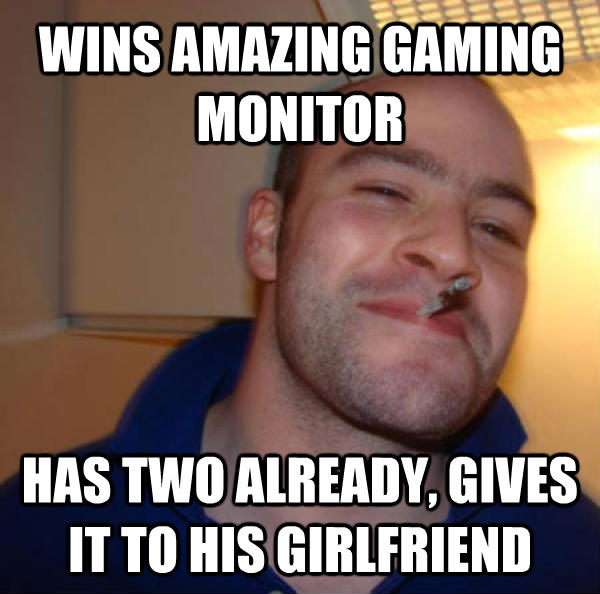 WINS AMAZING GAMING
MONITOR
HAS TWO ALREADY, GIVES
IT TO HIS GIRLFRIEND